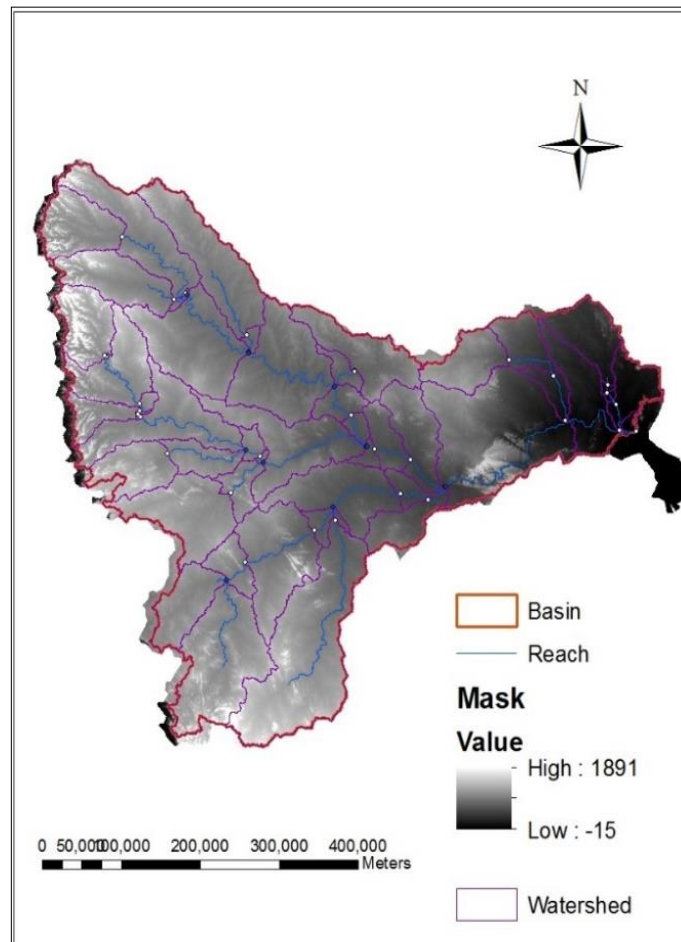 N
Basin
Reach
Mask
Value
High : 1891
Low : -15
0 50,000100,000 200,000 300,000 400,000
Meters
Watershed